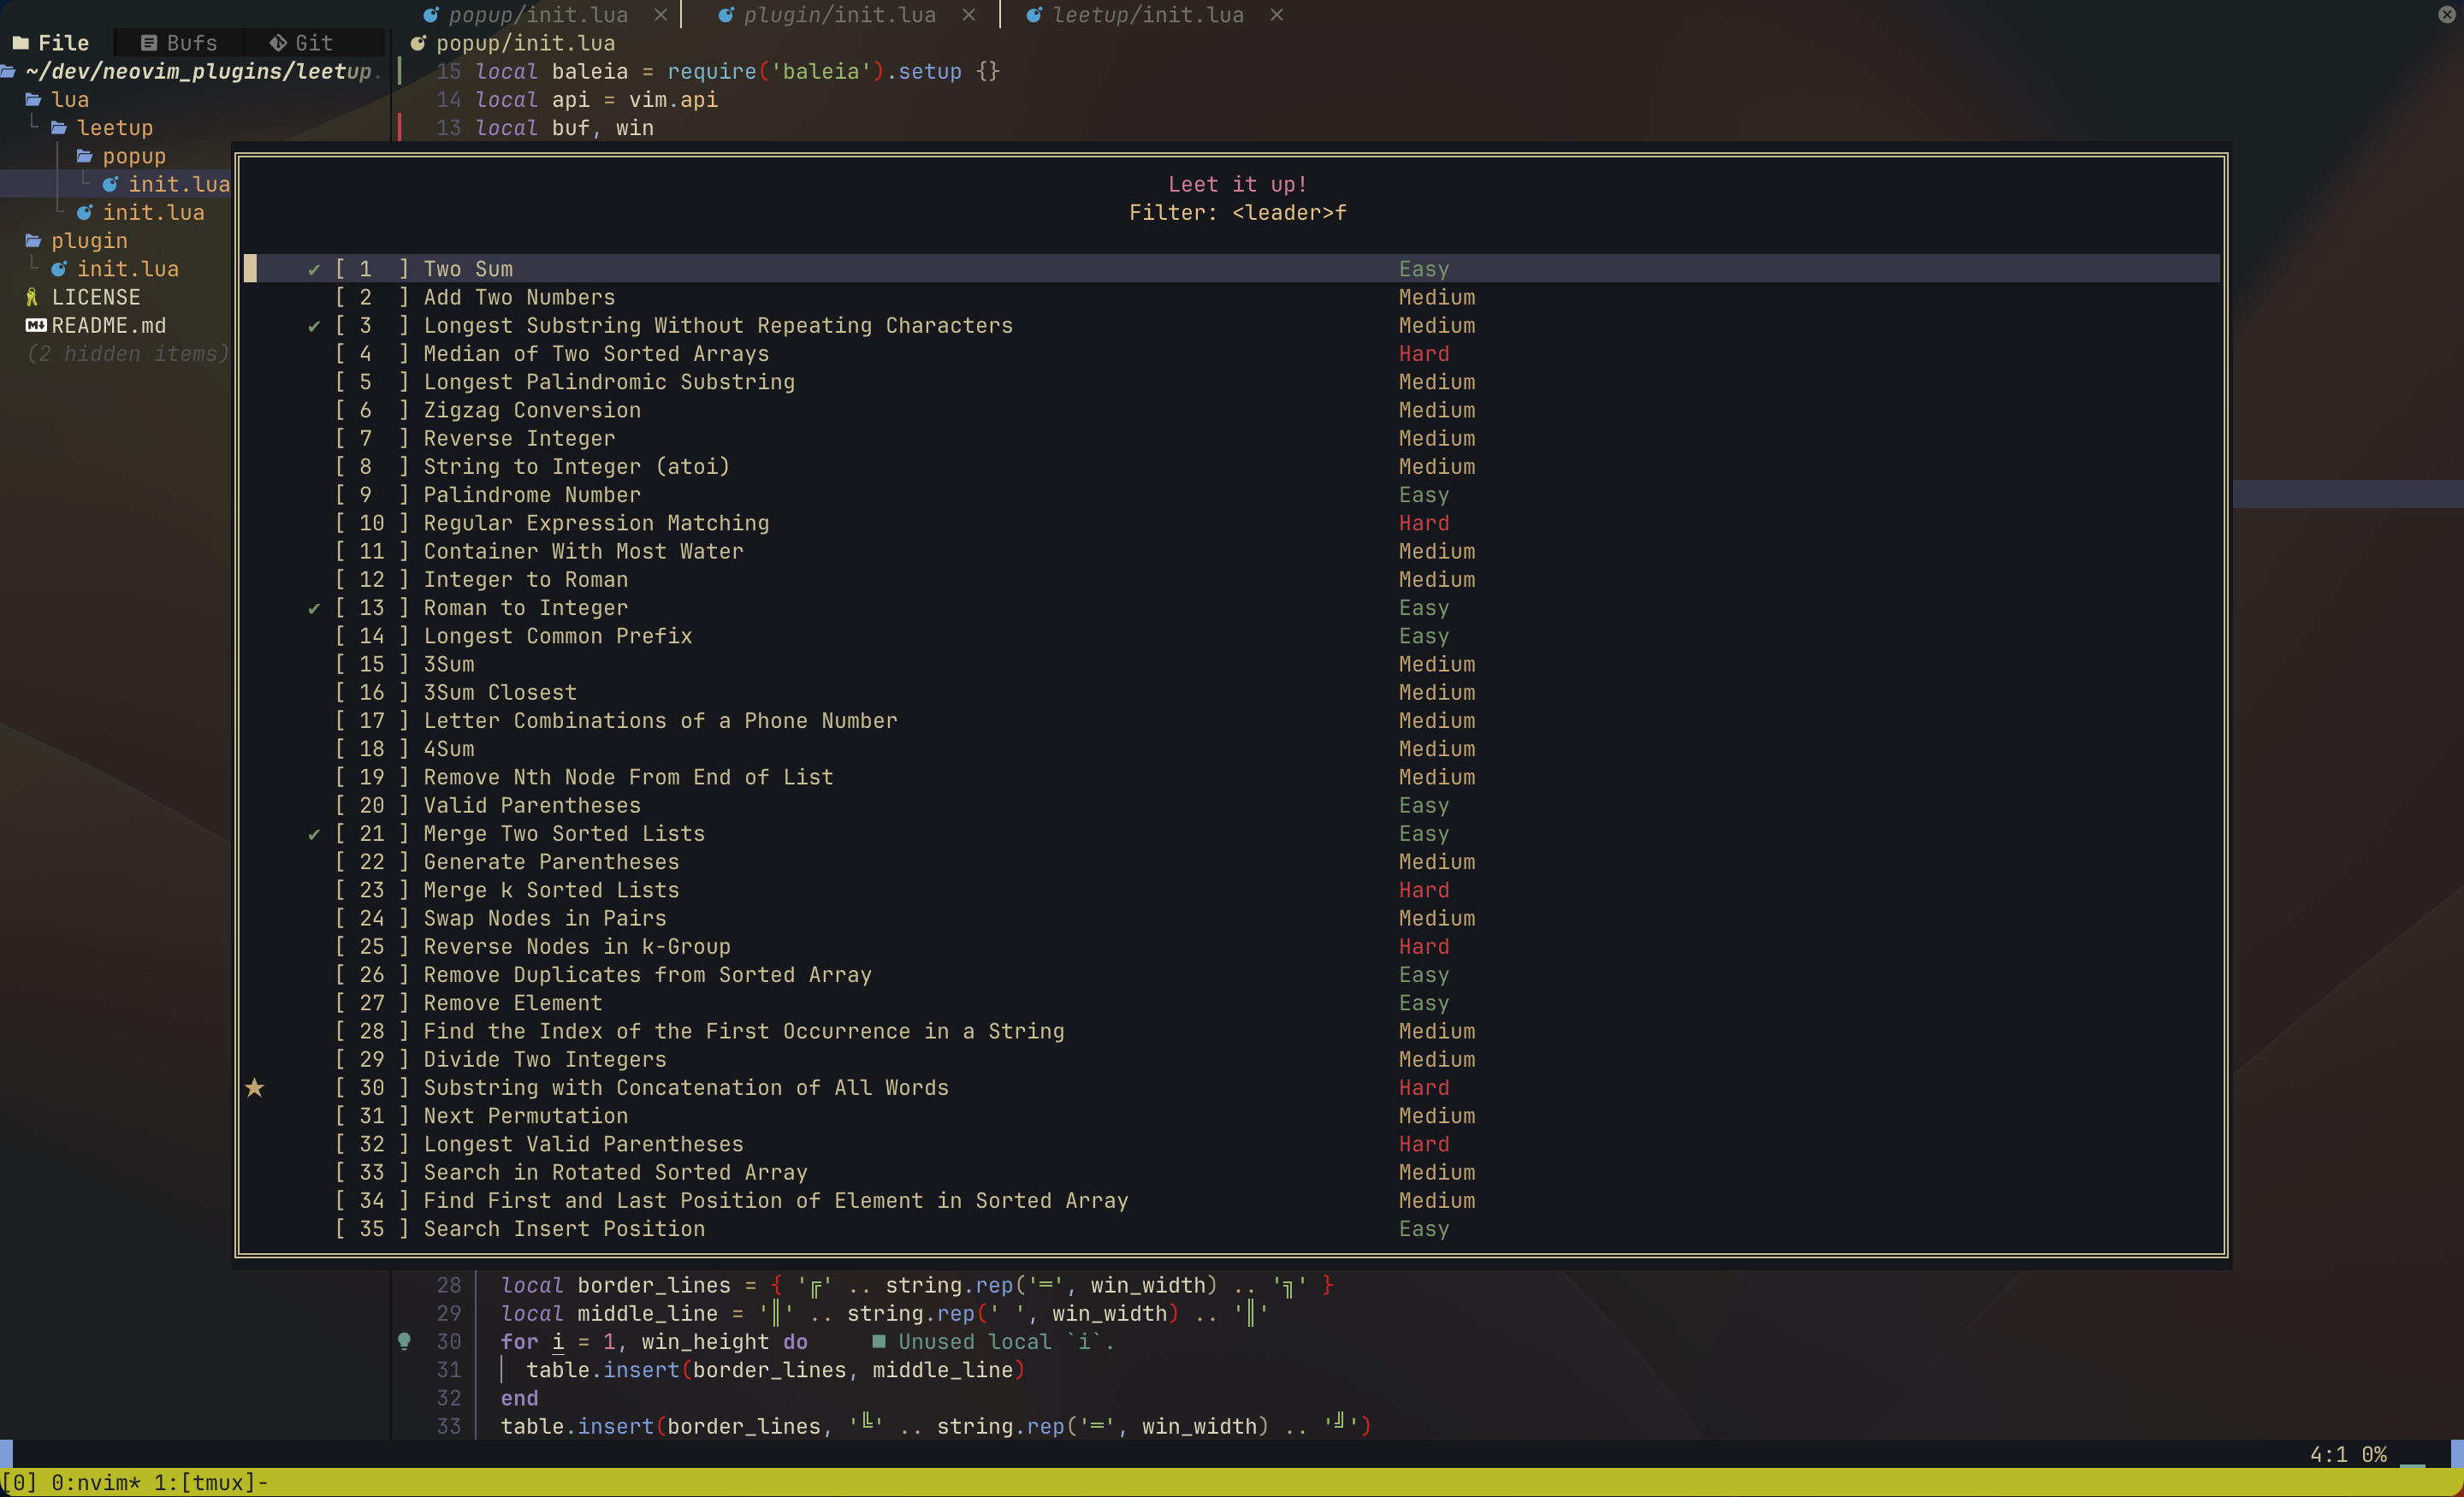 popup/init.lua × plugin/init.lua × leetup/init.lua ×
File Bufs Git
popup/init.lua
~/dev/neovim_plugins/leetup.
lua
leetup
popup
init.lua
init.lua
plugin
init.lua
LICENSE
README.md
(2 hidden items)
15 local baleia = require('baleia').setup {}
14 local api = vim.api
13 local buf, win
Leet it up!
Filter: <leader>f
✔ [ 1 ] Two Sum Easy
[ 2 ] Add Two Numbers Medium
✔ [ 3 ] Longest Substring Without Repeating Characters Medium
[ 4 ] Median of Two Sorted Arrays Hard
[ 5 ] Longest Palindromic Substring Medium
[ 6 ] Zigzag Conversion Medium
[ 7 ] Reverse Integer Medium
[ 8 ] String to Integer (atoi) Medium
[ 9 ] Palindrome Number Easy
[ 10 ] Regular Expression Matching Hard
[ 11 ] Container With Most Water Medium
[ 12 ] Integer to Roman Medium
✔ [ 13 ] Roman to Integer Easy
[ 14 ] Longest Common Prefix Easy
[ 15 ] 3Sum Medium
[ 16 ] 3Sum Closest Medium
[ 17 ] Letter Combinations of a Phone Number Medium
[ 18 ] 4Sum Medium
[ 19 ] Remove Nth Node From End of List Medium
[ 20 ] Valid Parentheses Easy
✔ [ 21 ] Merge Two Sorted Lists Easy
[ 22 ] Generate Parentheses Medium
[ 23 ] Merge k Sorted Lists Hard
[ 24 ] Swap Nodes in Pairs Medium
[ 25 ] Reverse Nodes in k-Group Hard
[ 26 ] Remove Duplicates from Sorted Array Easy
[ 27 ] Remove Element Easy
[ 28 ] Find the Index of the First Occurrence in a String Medium
[ 29 ] Divide Two Integers Medium
★ [ 30 ] Substring with Concatenation of All Words Hard
[ 31 ] Next Permutation Medium
[ 32 ] Longest Valid Parentheses Hard
[ 33 ] Search in Rotated Sorted Array Medium
[ 34 ] Find First and Last Position of Element in Sorted Array Medium
[ 35 ] Search Insert Position Easy
28 local border_lines = { '╔' .. string.rep('═', win_width) .. '╗' }
29 local middle_line = '║' .. string.rep(' ', win_width) .. '║'
30 for i = 1, win_height do ■ Unused local `i`.
31 table.insert(border_lines, middle_line)
32 end
33 table.insert(border_lines, '╚' .. string.rep('═', win_width) .. '╝')
4:1 0%
[0] 0:nvim* 1:[tmux]-